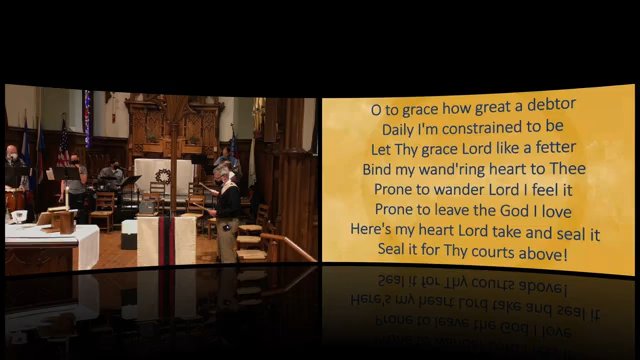 O to grace how great a debtor
Daily I'm constrained to be
Let Thy grace Lord like a fetter
Bind my wand'ring heart to Thee
Prone to wander Lord I feel it
Prone to leave the God I love
Here's my heart Lord take and seal it
Seal it for Thy courts above!